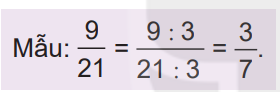 Mẫu: 9/21 = 9 : 3/21 : 3 = 3/7.